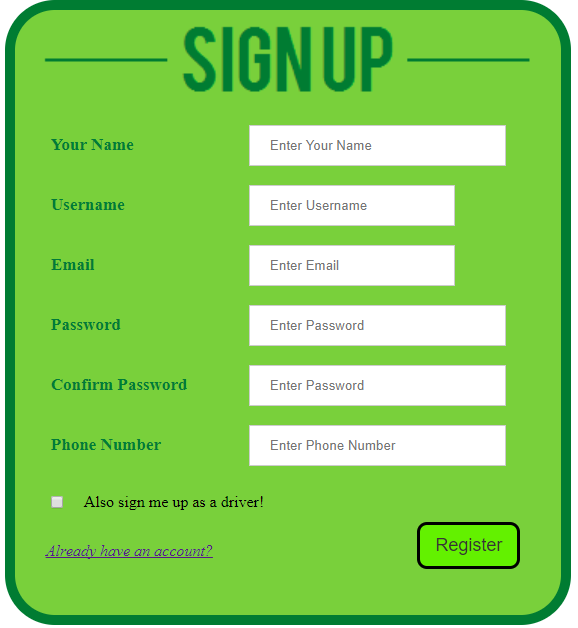 SIGN UP
Your Name Enter Your Name
Username Enter Username
Email Enter Email
Password Enter Password
Confirm Password Enter Password
Phone Number Enter Phone Number
Also sign me up as a driver!
Already have an account? Register